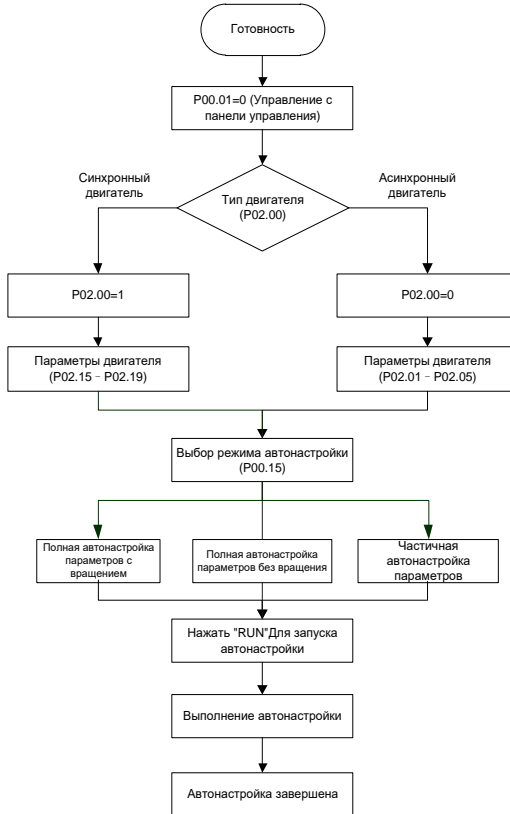 Готовность
P00.01=0 (Управление с
панели управления)
Синхронный
двигатель
Асинхронный
двигатель
Тип двигателя
(P02.00)
P02.00=1
P02.00=0
Параметры двигателя
(P02.15 - P02.19)
Параметры двигателя
(P02.01 - P02.05)
Выбор режима автонастройки
(P00.15)
Полная автонастройка
параметров с
вращением
Полная автонастройка
параметров без вращения
Частичная
автонастройка
параметров
Нажать "RUN"Для запуска
автонастройки
Выполнение автонастройки
Автонастройка завершена